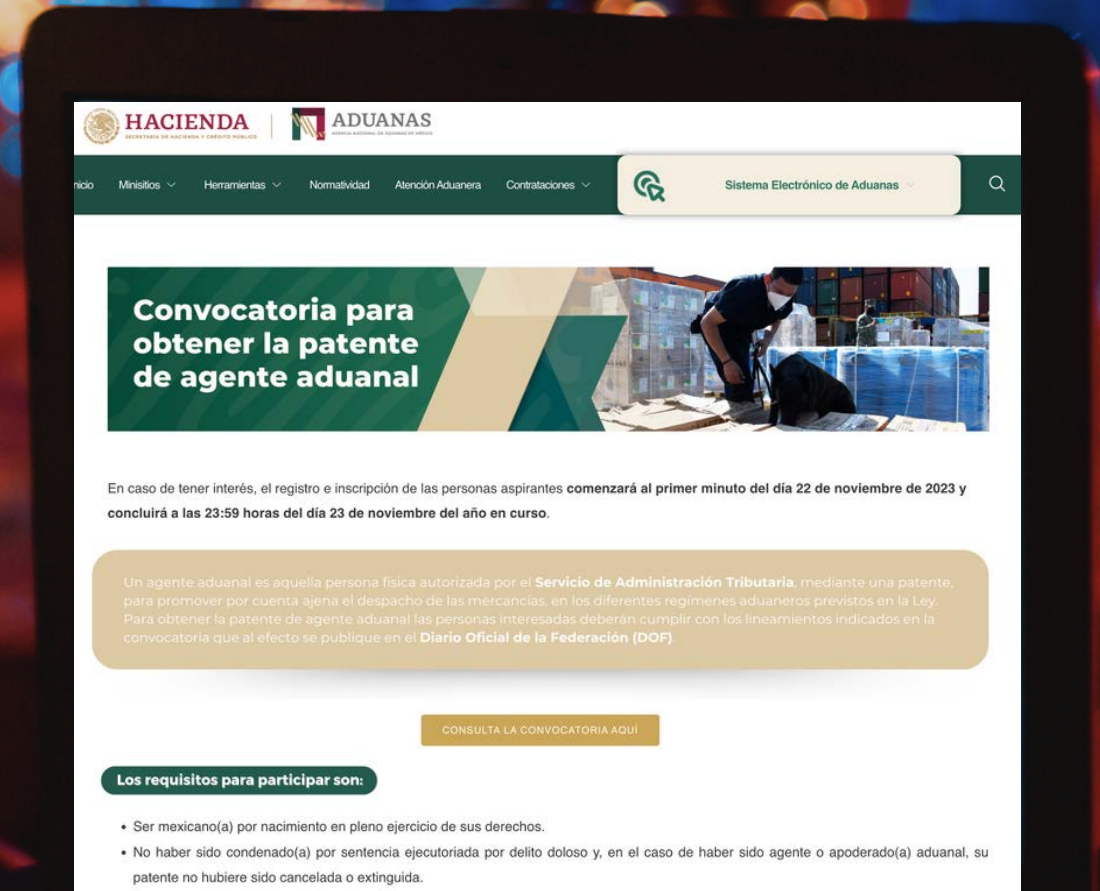 HACIENDA
SECRETARÍA DE HACIENDA Y CRÉDITO PÚBLICO
ADUANAS
AGENCIA NACIONAL DE ADUANAS DE MÉXICO
nicio Minisitios Herramientas Normatividad Atención Aduanera Contrataciones Sistema Electrónico de Aduanas
Convocatoria para
obtener la patente
de agente aduanal
En caso de tener interés, el registro e inscripción de las personas aspirantes comenzará al primer minuto del día 22 de noviembre de 2023 y
concluirá a las 23:59 horas del día 23 de noviembre del año en curso.
Un agente aduanal es aquella persona física autorizada por el Servicio de Administración Tributaria, mediante una patente,
para promover por cuenta ajena el despacho de las mercancías, en los diferentes regímenes aduaneros previstos en la Ley.
Para obtener la patente de agente aduanal las personas interesadas deberán cumplir con los lineamientos indicados en la
convocatoria que al efecto se publique en el Diario Oficial de la Federación (DOF).
CONSULTA LA CONVOCATORIA AQUÍ
Los requisitos para participar son:
• Ser mexicano(a) por nacimiento en pleno ejercicio de sus derechos.
• No haber sido condenado(a) por sentencia ejecutoriada por delito doloso y, en el caso de haber sido agente o apoderado(a) aduanal, su
patente no hubiere sido cancelada o extinguida.